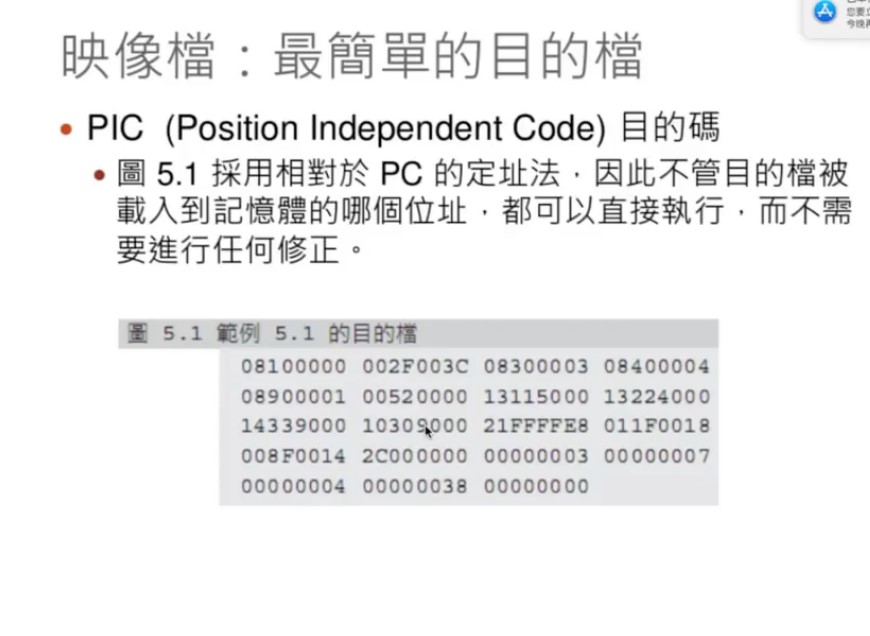 映像檔：最簡單的目的檔
• PIC (Position Independent Code) 目的碼
• 圖 5.1 採用相對於 PC 的定址法，因此不管目的檔被
載入到記憶體的哪個位址，都可以直接執行，而不需
要進行任何修正。
圖 5.1 範例 5.1 的目的檔
08100000 002F003C 08300003 08400004
08900001 00520000 13115000 13224000
14339000 10309000 21FFFFE8 011F0018
008F0014 2C000000 00000003 00000007
00000004 00000038 00000000